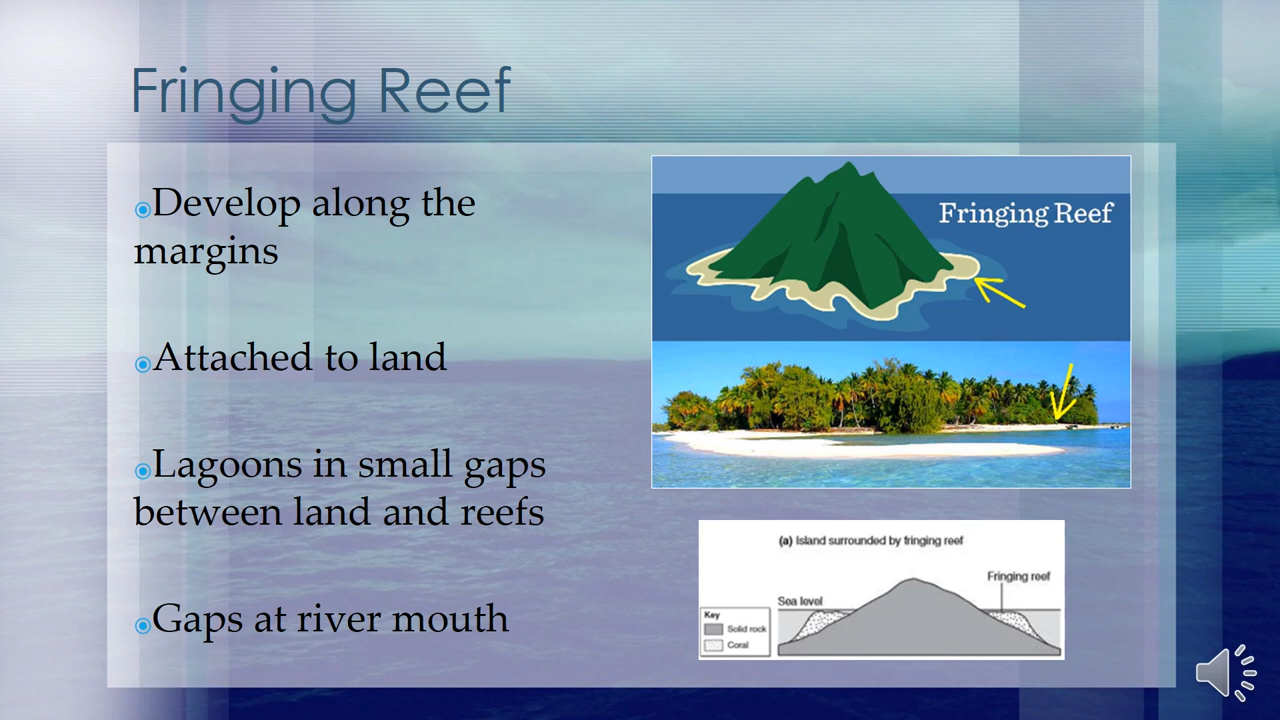 Fringing Reef
Develop along the
margins
Attached to land
Lagoons in small gaps
between land and reefs
Gaps at river mouth
Fringing Reef
(a) Island surrounded by fringing reef
Fringing reef
Sea level
Key
Solid rock
Coral